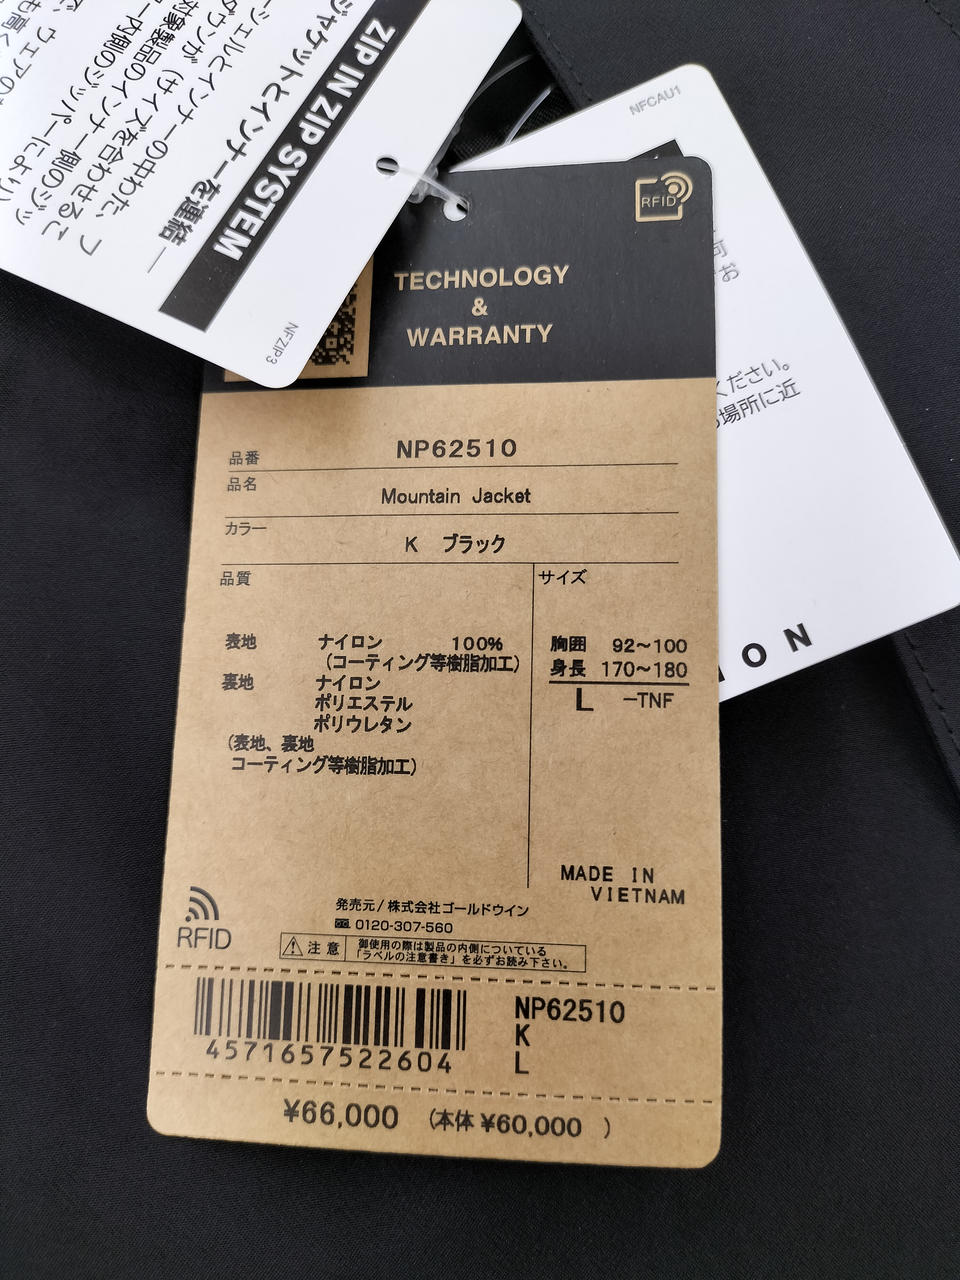 ZIP IN ZIP SYSTEM
ジャケットとインナーを連結
NFZIP3
NFCAU1
RFID
TECHNOLOGY
&
WARRANTY
ください。
場所に近
ION
品番 NP62510
品名 Mountain Jacket
カラー K ブラック
品質
サイズ
表地 ナイロン 100%
(コーティング等樹脂加工)
裏地 ナイロン
ポリエステル
ポリウレタン
(表地、裏地
コーティング等樹脂加工)
胸囲 92〜100
身長 170〜180
L −TNF
MADE IN
VIETNAM
RFID
発売元/株式会社ゴールドウイン
0120-307-560
注意
御使用の際は製品の内側についている
「ラベルの注意書き」を必ずお読み下さい。
4571657522604
NP62510
K
L
¥66,000 (本体 ¥60,000 )